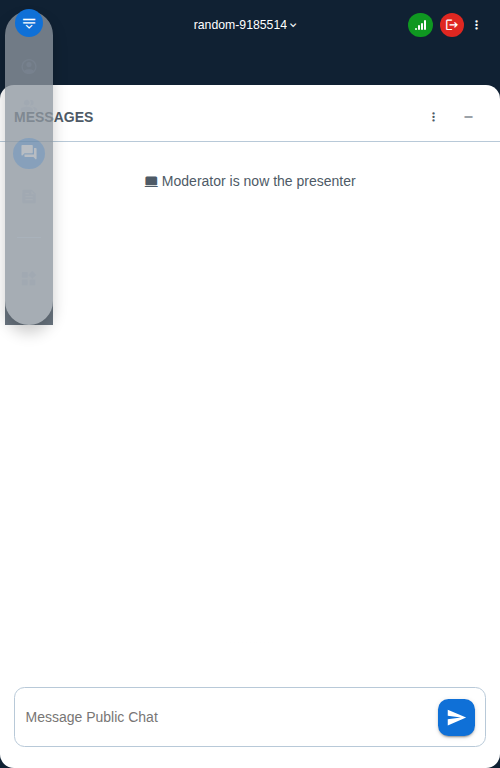 random-9185514
MESSAGES
Moderator is now the presenter
Message Public Chat